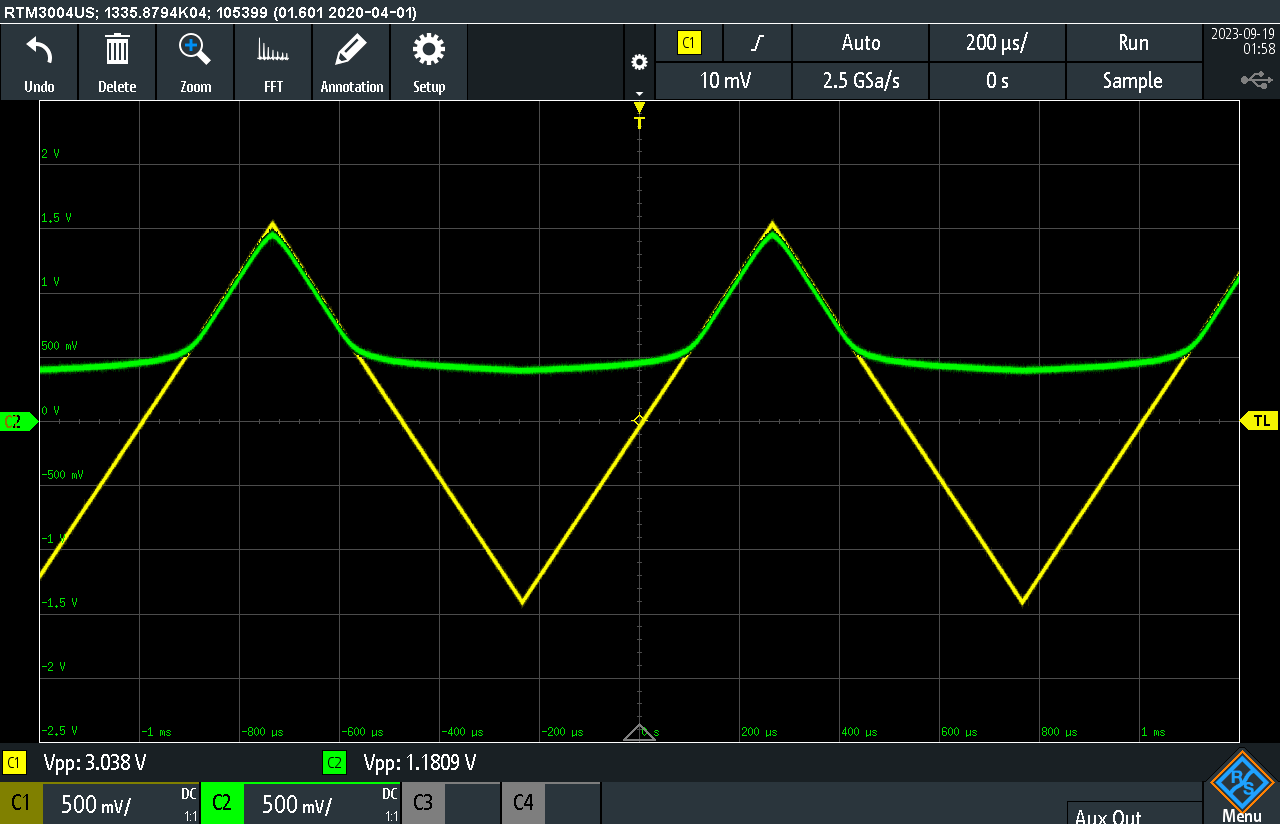 RTM3004US; 1335.8794K04; 105399 (01.601 2020-04-01)
Undo
Delete
Zoom
FFT
Annotation
Setup
C1
Auto
200 µs/
Run
2023-09-19
01:58
10 mV
2.5 GSa/s
0 s
Sample
T
2 V
1.5 V
1 V
500 mV
0 V
C2
TL
-500 mV
-1 V
-1.5 V
-2 V
-2.5 V
-1 ms
-800 µs
-600 µs
-400 µs
-200 µs
0 s
200 µs
400 µs
600 µs
800 µs
1 ms
C1 Vpp: 3.038 V
C2 Vpp: 1.1809 V
C1 500 mV/ DC 1:1
C2 500 mV/ DC 1:1
C3
C4
Aux Out
R S
Menu